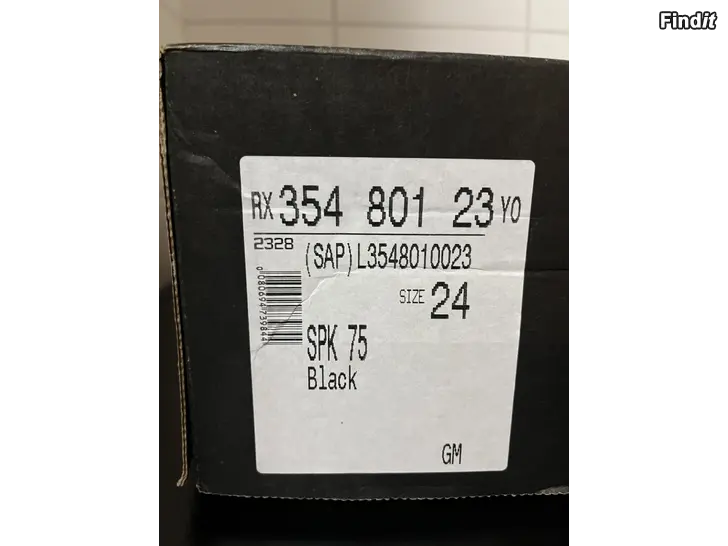 Findit
RX 354 801 23 YO
2328
(SAP)L3548010023
SIZE 24
SPK 75
Black
GM